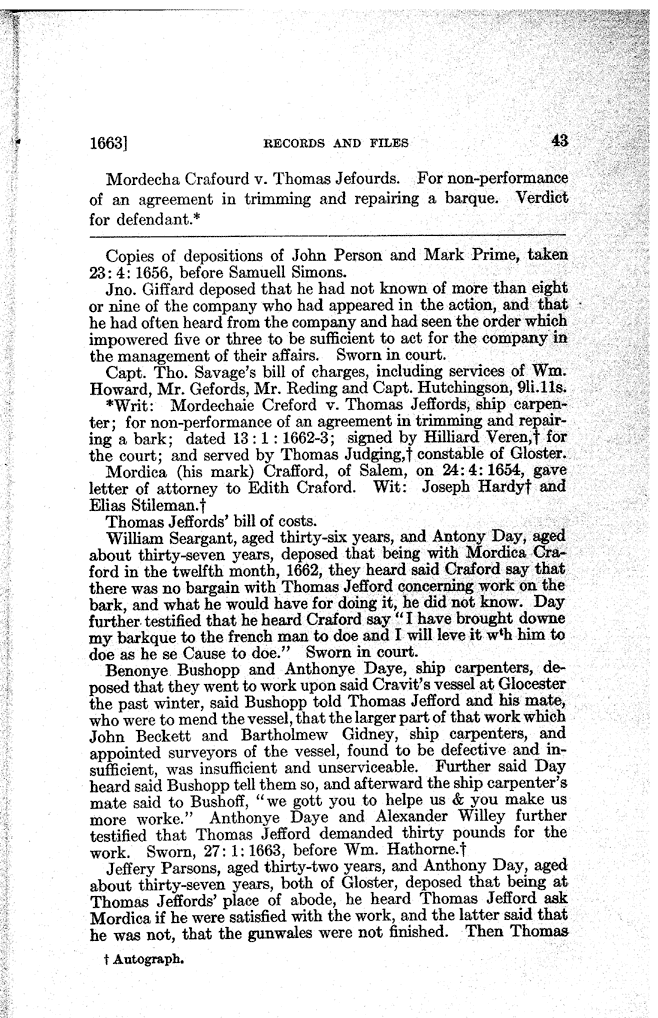 1663] RECORDS AND FILES 43
Mordecha Crafourd v. Thomas Jefourds. For non-performance
of an agreement in trimming and repairing a barque. Verdict
for defendant.*
Copies of depositions of John Person and Mark Prime, taken
23: 4: 1656, before Samuell Simons.
Jno. Giffard deposed that he had not known of more than eight
or nine of the company who had appeared in the action, and that
he had often heard from the company and had seen the order which
impowered five or three to be sufficient to act for the company in
the management of their affairs. Sworn in court.
Capt. Tho. Savage's bill of charges, including services of Wm.
Howard, Mr. Gefords, Mr. Reding and Capt. Hutchingson, 9li.11s.
*Writ: Mordechaie Creford v. Thomas Jeffords, ship carpen-
ter; for non-performance of an agreement in trimming and repair-
ing a bark; dated 13: 1: 1662-3; signed by Hilliard Veren,† for
the court; and served by Thomas Judging,† constable of Gloster.
Mordica (his mark) Crafford, of Salem, on 24: 4: 1654, gave
letter of attorney to Edith Craford. Wit: Joseph Hardy† and
Elias Stileman.†
Thomas Jeffords' bill of costs.
William Seargant, aged thirty-six years, and Antony Day, aged
about thirty-seven years, deposed that being with Mordica Cra-
ford in the twelfth month, 1662, they heard said Craford say that
there was no bargain with Thomas Jefford concerning work on the
bark, and what he would have for doing it, he did not know. Day
further testified that he heard Craford say "I have brought downe
my barkque to the french man to doe and I will leve it wth him to
doe as he se Cause to doe." Sworn in court.
Benonye Bushopp and Anthonye Daye, ship carpenters, de-
posed that they went to work upon said Cravit's vessel at Glocester
the past winter, said Bushopp told Thomas Jefford and his mate,
who were to mend the vessel, that the larger part of that work which
John Beckett and Bartholmew Gidney, ship carpenters, and
appointed surveyors of the vessel, found to be defective and in-
sufficient, was insufficient and unserviceable. Further said Day
heard said Bushopp tell them so, and afterward the ship carpenter's
mate said to Bushoff, "we gott you to helpe us & you make us
more worke." Anthonye Daye and Alexander Willey further
testified that Thomas Jefford demanded thirty pounds for the
work. Sworn, 27: 1: 1663, before Wm. Hathorne.†
Jeffery Parsons, aged thirty-two years, and Anthony Day, aged
about thirty-seven years, both of Gloster, deposed that being at
Thomas Jeffords' place of abode, he heard Thomas Jefford ask
Mordica if he were satisfied with the work, and the latter said that
he was not, that the gunwales were not finished. Then Thomas
† Autograph.